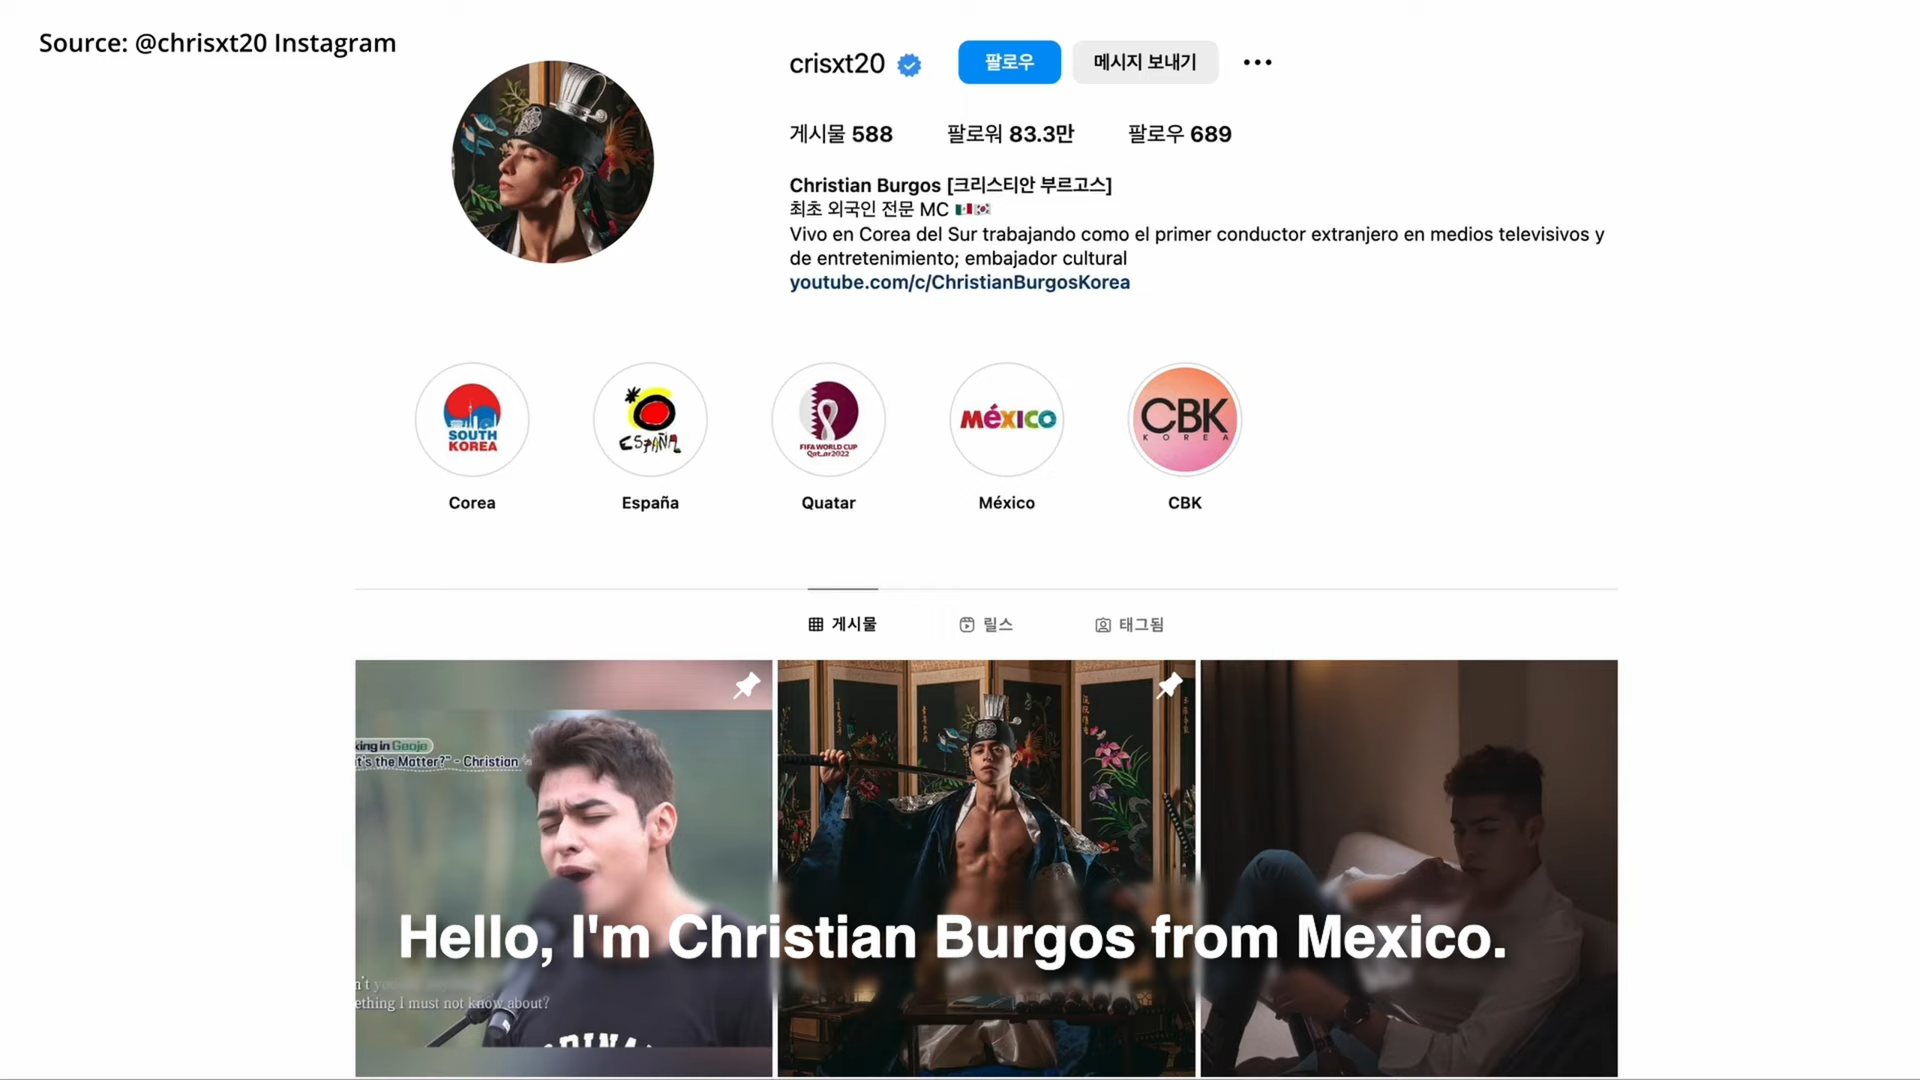 Source: @chrisxt20 Instagram
crisxt20
팔로우
메시지 보내기
게시물 588
팔로워 83.3만
팔로우 689
Christian Burgos [크리스티안 부르고스]
최초 외국인 전문 MC 🇲🇽🇰🇷
Vivo en Corea del Sur trabajando como el primer conductor extranjero en medios televisivos y
de entretenimiento; embajador cultural
youtube.com/c/ChristianBurgosKorea
SOUTH
KOREA
ESPAÑA
FIFA WORLD CUP
Qatar2022
MÉXICO
CBK
KOREA
Corea
España
Quatar
México
CBK
게시물
릴스
태그됨
king in Geoje
t's the Matter?" - Christian
Hello, I'm Christian Burgos from Mexico.
ething I must not know about?